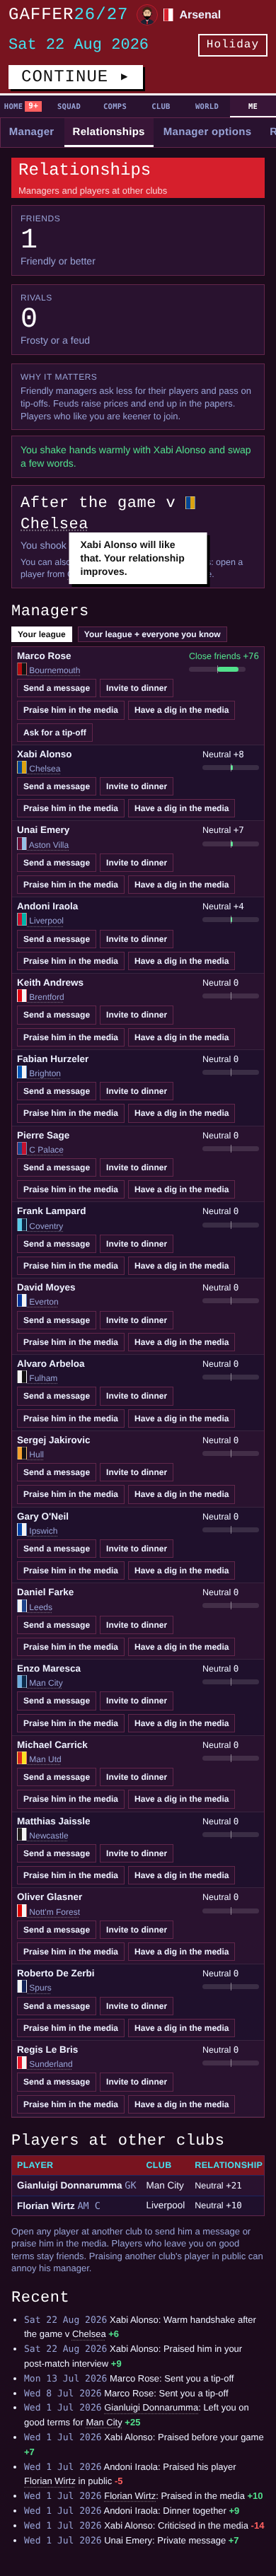 GAFFER26/27 Arsenal
Sat 22 Aug 2026 Holiday
CONTINUE ▸
HOME 9+ SQUAD COMPS CLUB WORLD ME
Manager Relationships Manager options R
Relationships
Managers and players at other clubs
FRIENDS
1
Friendly or better
RIVALS
0
Frosty or a feud
WHY IT MATTERS
Friendly managers ask less for their players and pass on
tip-offs. Feuds raise prices and end up in the papers.
Players who like you are keener to join.
You shake hands warmly with Xabi Alonso and swap
a few words.
After the game v
Chelsea
You shook
You can also : open a
player from e.
Xabi Alonso will like
that. Your relationship
improves.
Managers
Your league Your league + everyone you know
Marco Rose Close friends +76
Bournemouth
Send a message Invite to dinner
Praise him in the media Have a dig in the media
Ask for a tip-off
Xabi Alonso Neutral +8
Chelsea
Send a message Invite to dinner
Praise him in the media Have a dig in the media
Unai Emery Neutral +7
Aston Villa
Send a message Invite to dinner
Praise him in the media Have a dig in the media
Andoni Iraola Neutral +4
Liverpool
Send a message Invite to dinner
Praise him in the media Have a dig in the media
Keith Andrews Neutral 0
Brentford
Send a message Invite to dinner
Praise him in the media Have a dig in the media
Fabian Hurzeler Neutral 0
Brighton
Send a message Invite to dinner
Praise him in the media Have a dig in the media
Pierre Sage Neutral 0
C Palace
Send a message Invite to dinner
Praise him in the media Have a dig in the media
Frank Lampard Neutral 0
Coventry
Send a message Invite to dinner
Praise him in the media Have a dig in the media
David Moyes Neutral 0
Everton
Send a message Invite to dinner
Praise him in the media Have a dig in the media
Alvaro Arbeloa Neutral 0
Fulham
Send a message Invite to dinner
Praise him in the media Have a dig in the media
Sergej Jakirovic Neutral 0
Hull
Send a message Invite to dinner
Praise him in the media Have a dig in the media
Gary O'Neil Neutral 0
Ipswich
Send a message Invite to dinner
Praise him in the media Have a dig in the media
Daniel Farke Neutral 0
Leeds
Send a message Invite to dinner
Praise him in the media Have a dig in the media
Enzo Maresca Neutral 0
Man City
Send a message Invite to dinner
Praise him in the media Have a dig in the media
Michael Carrick Neutral 0
Man Utd
Send a message Invite to dinner
Praise him in the media Have a dig in the media
Matthias Jaissle Neutral 0
Newcastle
Send a message Invite to dinner
Praise him in the media Have a dig in the media
Oliver Glasner Neutral 0
Nott'm Forest
Send a message Invite to dinner
Praise him in the media Have a dig in the media
Roberto De Zerbi Neutral 0
Spurs
Send a message Invite to dinner
Praise him in the media Have a dig in the media
Regis Le Bris Neutral 0
Sunderland
Send a message Invite to dinner
Praise him in the media Have a dig in the media
Players at other clubs
PLAYER CLUB RELATIONSHIP
Gianluigi Donnarumma GK Man City Neutral +21
Florian Wirtz AM C Liverpool Neutral +10
Open any player at another club to send him a message or
praise him in the media. Players who leave you on good
terms stay friends. Praising another club's player in public can
annoy his manager.
Recent
• Sat 22 Aug 2026 Xabi Alonso: Warm handshake after
the game v Chelsea +6
• Sat 22 Aug 2026 Xabi Alonso: Praised him in your
post-match interview +9
• Mon 13 Jul 2026 Marco Rose: Sent you a tip-off
• Wed 8 Jul 2026 Marco Rose: Sent you a tip-off
• Wed 1 Jul 2026 Gianluigi Donnarumma: Left you on
good terms for Man City +25
• Wed 1 Jul 2026 Xabi Alonso: Praised before your game
+7
• Wed 1 Jul 2026 Andoni Iraola: Praised his player
Florian Wirtz in public -5
• Wed 1 Jul 2026 Florian Wirtz: Praised in the media +10
• Wed 1 Jul 2026 Andoni Iraola: Dinner together +9
• Wed 1 Jul 2026 Xabi Alonso: Criticised in the media -14
• Wed 1 Jul 2026 Unai Emery: Private message +7